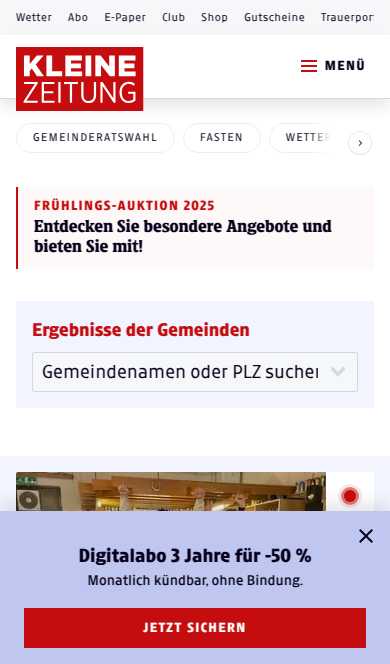 Wetter Abo E-Paper Club Shop Gutscheine Trauerpor
KLEINE
ZEITUNG
MENÜ
GEMEINDERATSWAHL FASTEN WETTER
FRÜHLINGS-AUKTION 2025
Entdecken Sie besondere Angebote und
bieten Sie mit!
Ergebnisse der Gemeinden
Gemeindenamen oder PLZ suchen
Digitalabo 3 Jahre für -50 %
Monatlich kündbar, ohne Bindung.
JETZT SICHERN